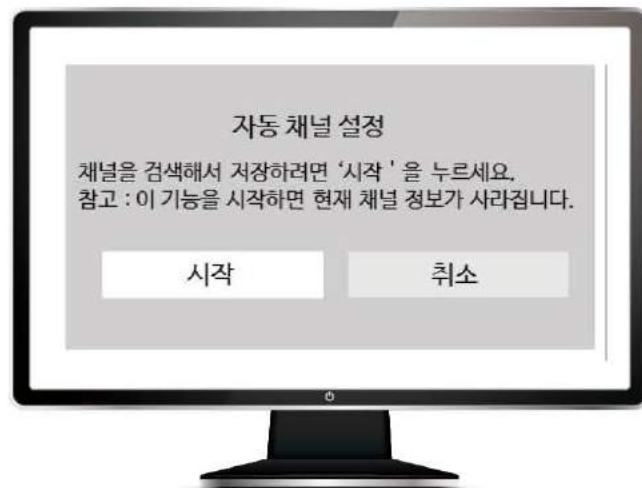 자동 채널 설정
채널을 검색해서 저장하려면 ‘시작 ' 을 누르세요.
참고 : 이 기능을 시작하면 현재 채널 정보가 사라집니다.
시작
취소